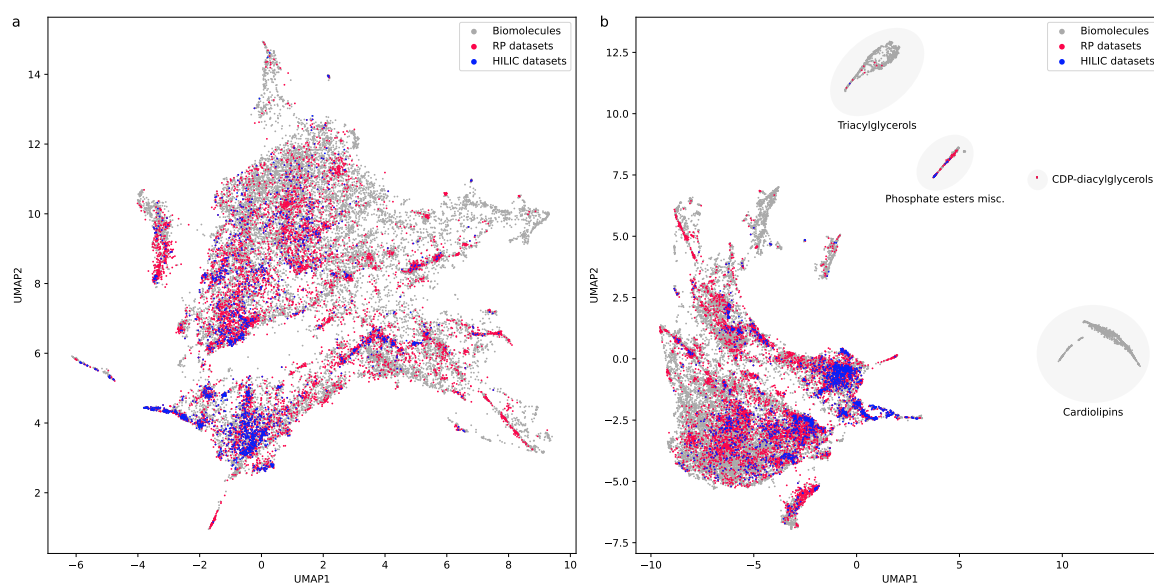 a
Biomolecules
RP datasets
HILIC datasets
14
12
10
8
6
4
2
UMAP2
−6
−4
−2
0
2
4
6
8
10
UMAP1
b
Biomolecules
RP datasets
HILIC datasets
12.5
10.0
7.5
5.0
2.5
0.0
−2.5
−5.0
−7.5
UMAP2
Triacylglycerols
Phosphate esters misc.
CDP-diacylglycerols
Cardiolipins
−10
−5
0
5
10
UMAP1